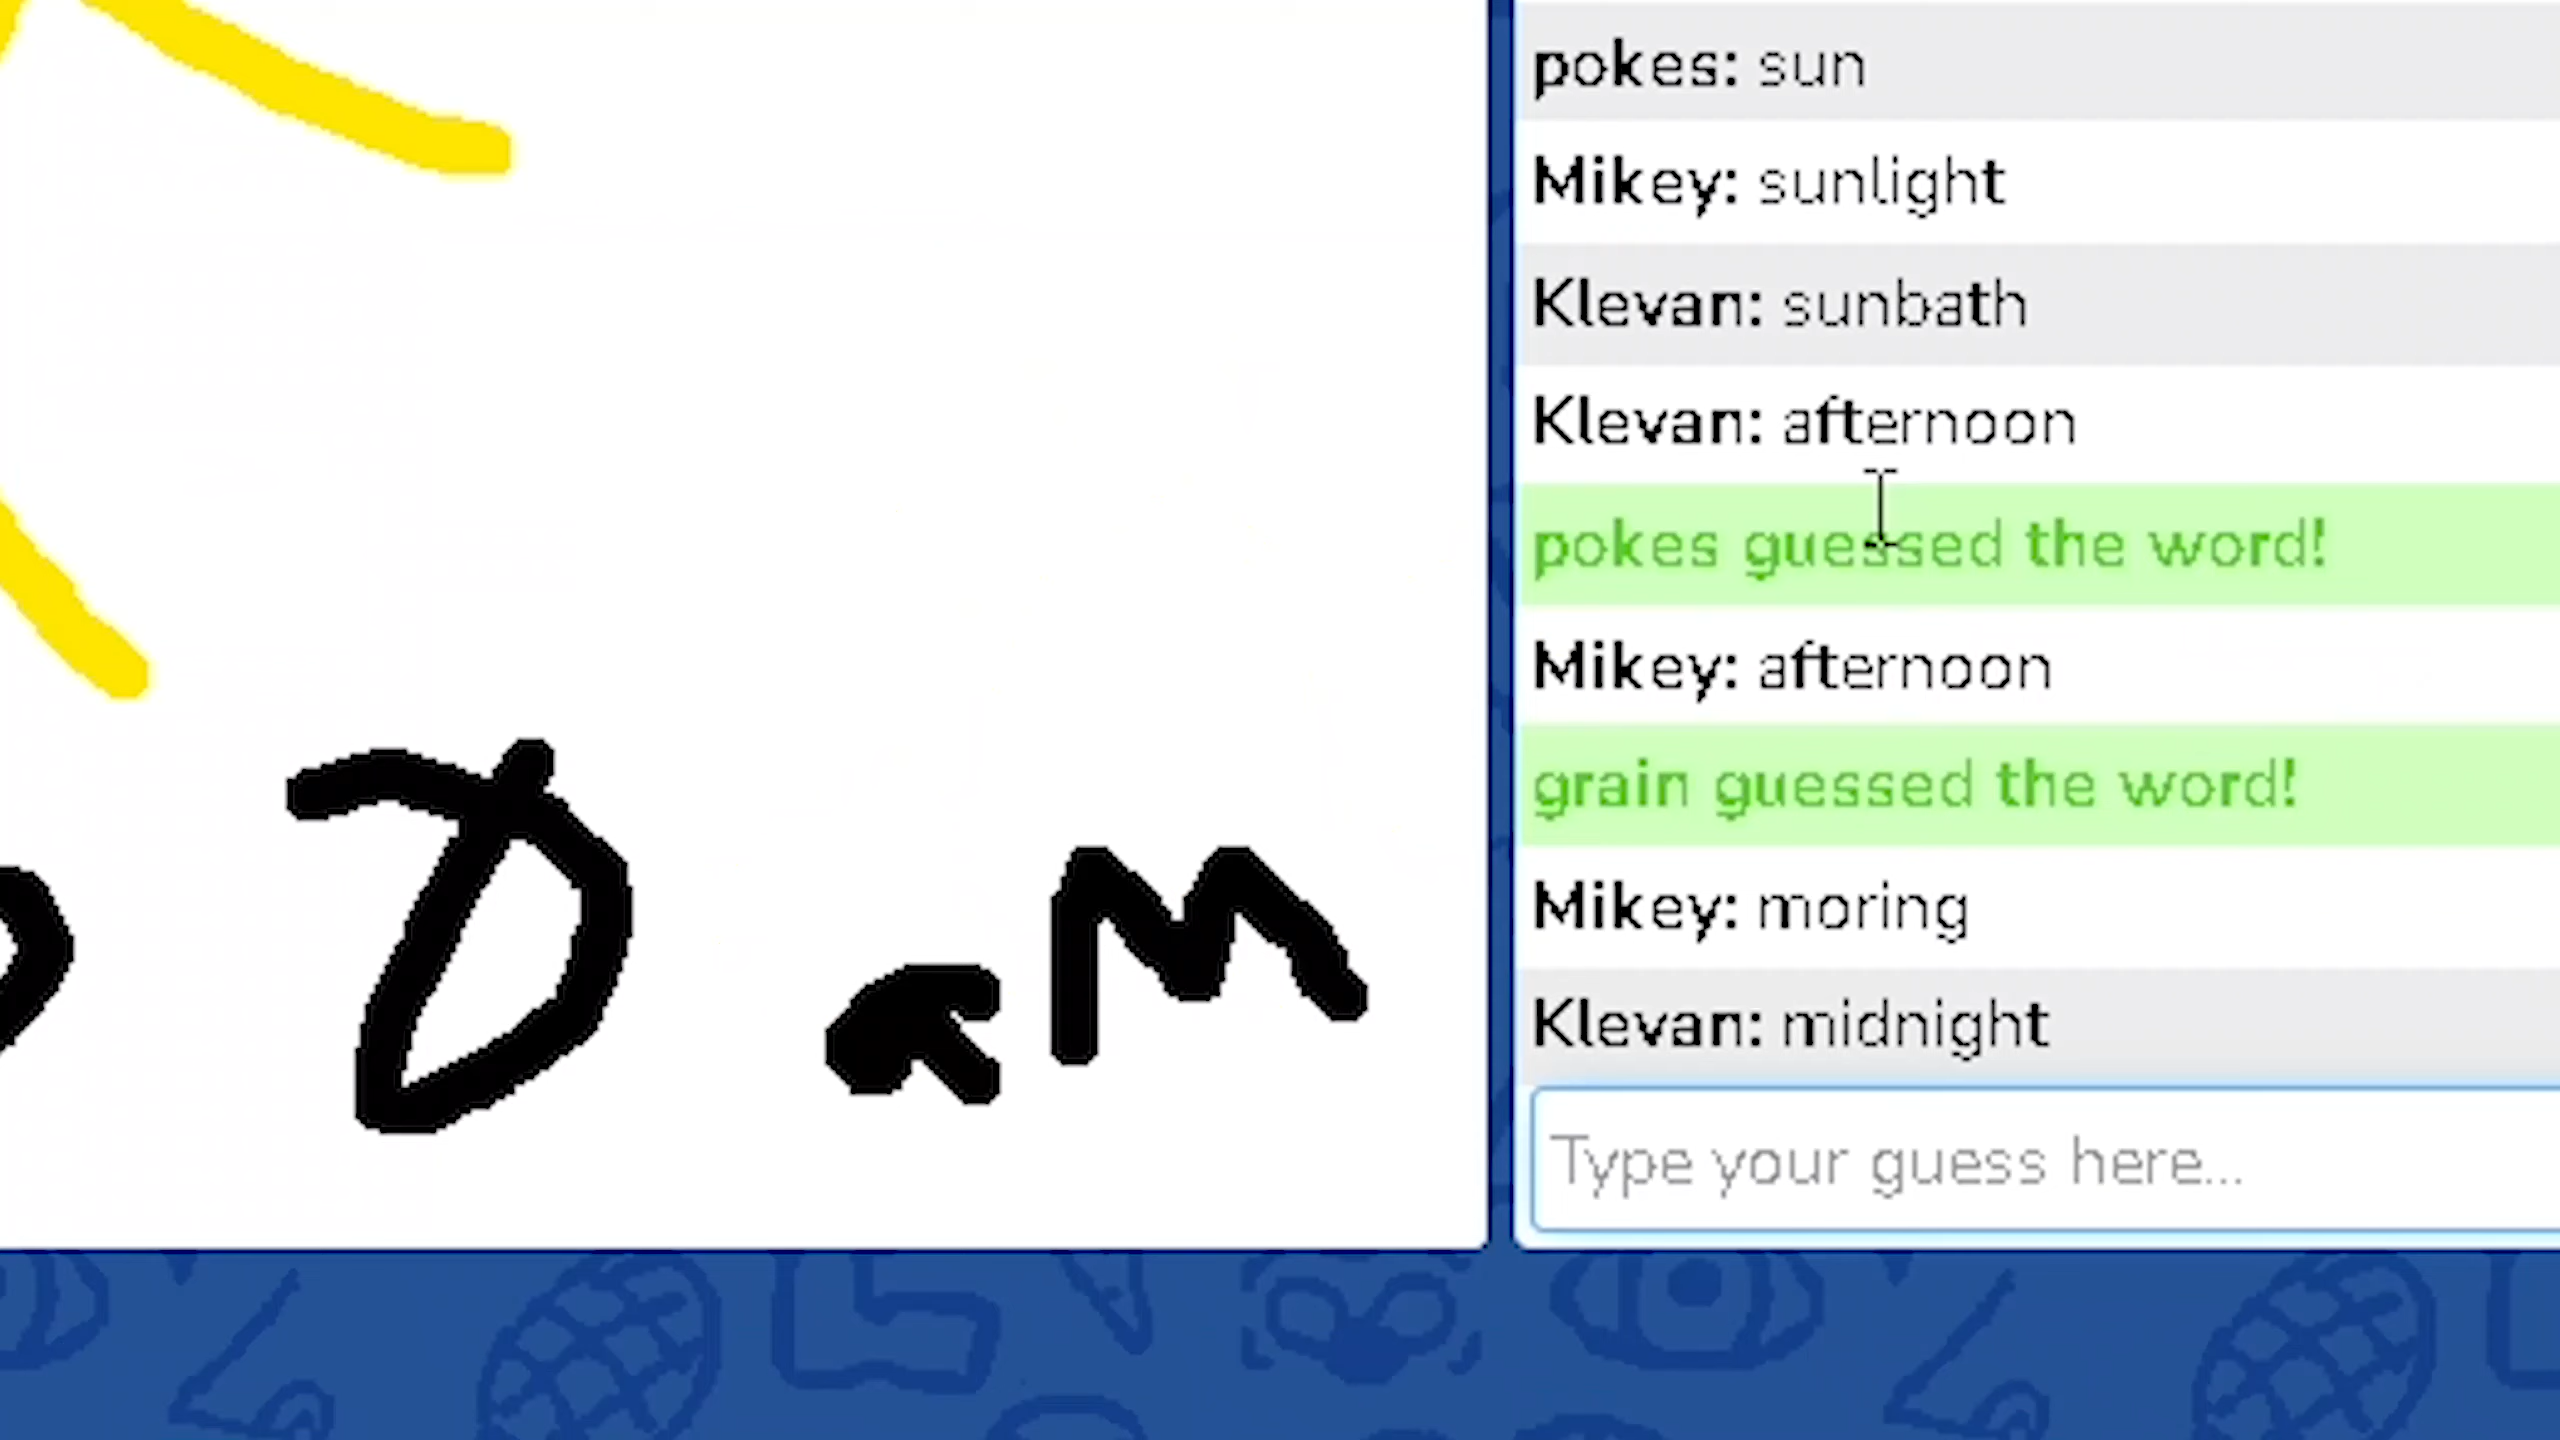 pokes: sun
Mikey: sunlight
Klevan: sunbath
Klevan: afternoon
pokes guessed the word!
Mikey: afternoon
grain guessed the word!
Mikey: moring
Klevan: midnight
Type your guess here...
aM